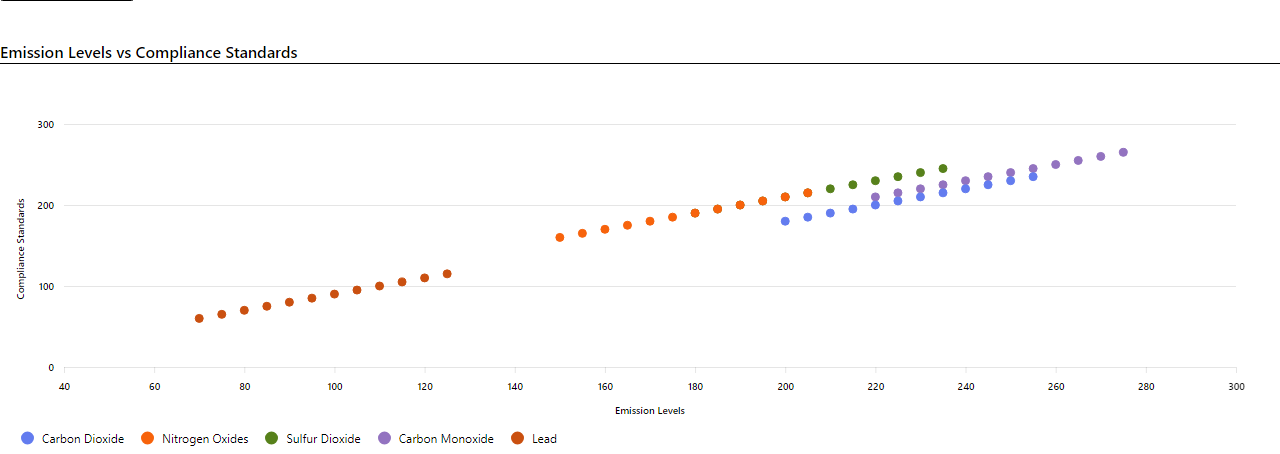 Emission Levels vs Compliance Standards
300
200
100
0
Compliance Standards
40 60 80 100 120 140 160 180 200 220 240 260 280 300
Emission Levels
Carbon Dioxide Nitrogen Oxides Sulfur Dioxide Carbon Monoxide Lead